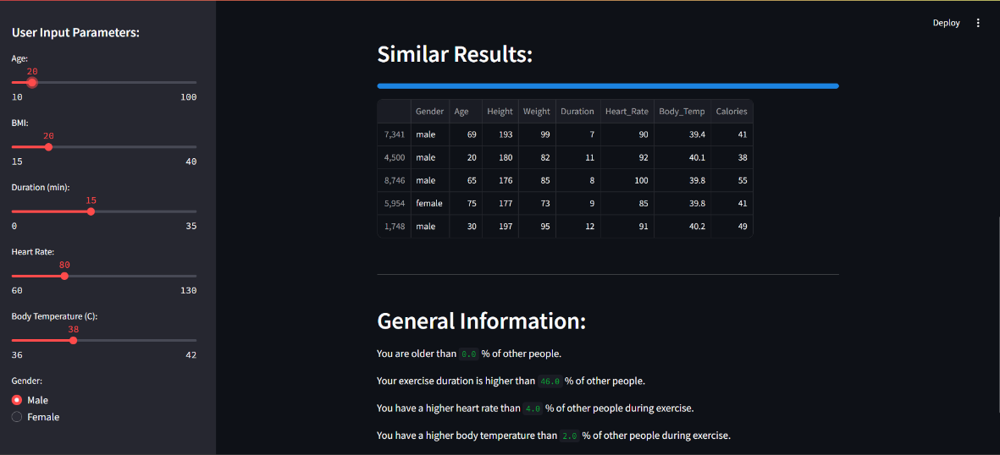 User Input Parameters:
Age:
20
10 100
BMI:
20
15 40
Duration (min):
15
0 35
Heart Rate:
80
60 130
Body Temperature (C):
38
36 42
Gender:
Male
Female
Deploy
Similar Results:
Gender Age Height Weight Duration Heart_Rate Body_Temp Calories
7,341 male 69 193 99 7 90 39.4 41
4,500 male 20 180 82 11 92 40.1 38
8,746 male 65 176 85 8 100 39.8 55
5,954 female 75 177 73 9 85 39.8 41
1,748 male 30 197 95 12 91 40.2 49
General Information:
You are older than 0.0 % of other people.
Your exercise duration is higher than 46.0 % of other people.
You have a higher heart rate than 4.0 % of other people during exercise.
You have a higher body temperature than 2.0 % of other people during exercise.